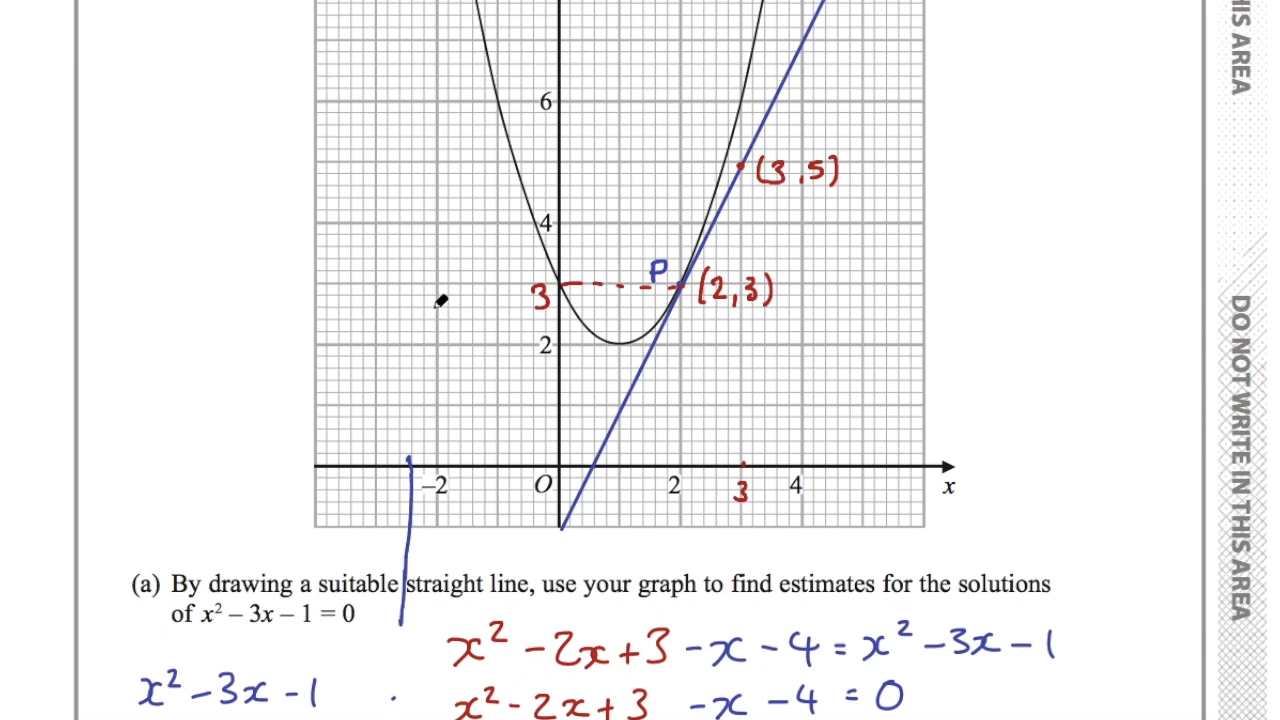 HIS AREA
6
(3,5)
4
P
3
(2,3)
2
DO NOT WRITE IN THIS AREA
−2 O 2 3 4 x
(a) By drawing a suitable straight line, use your graph to find estimates for the solutions
of x² – 3x – 1 = 0
x² - 2x + 3 - x - 4 = x² - 3x - 1
x² - 3x - 1
x² - 2x + 3 - x - 4 = 0